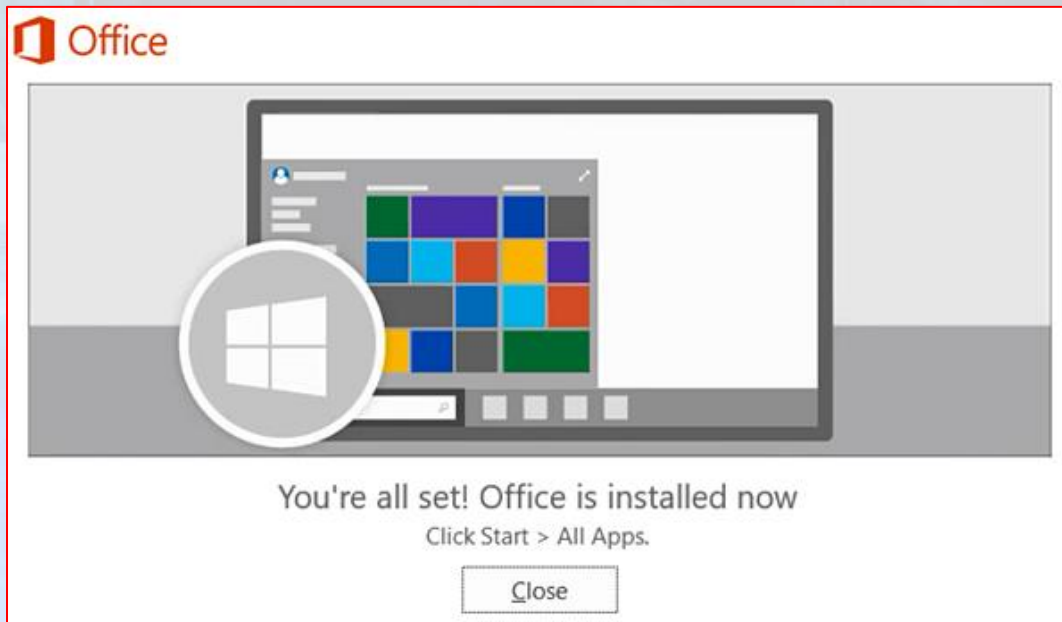 Office
You're all set! Office is installed now
Click Start > All Apps.
Close